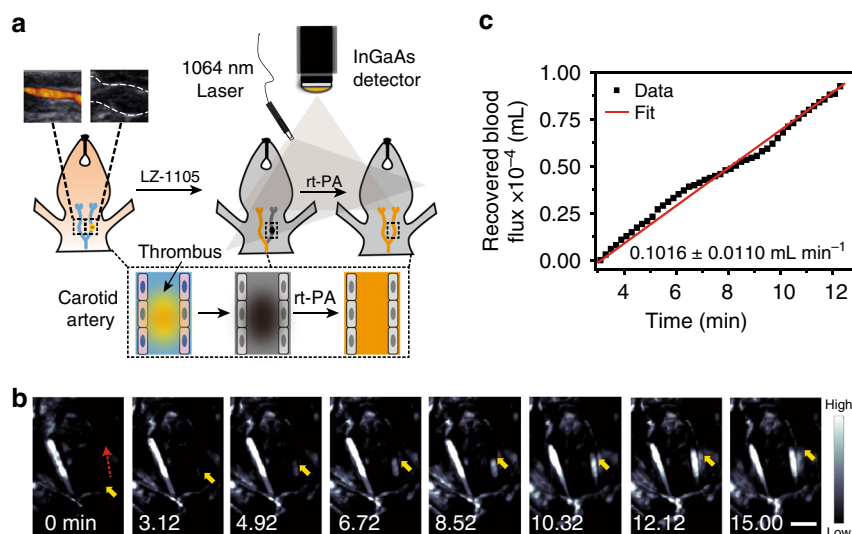 a
1064 nm
Laser
InGaAs
detector
LZ-1105
rt-PA
Thrombus
Carotid
artery
rt-PA
c
Recovered blood
flux ×10⁻⁴ (mL)
1.00
0.75
0.50
0.25
0.00
Data
Fit
0.1016 ± 0.0110 mL min⁻¹
4 6 8 10 12
Time (min)
b
0 min 3.12 4.92 6.72 8.52 10.32 12.12 15.00
High
Low